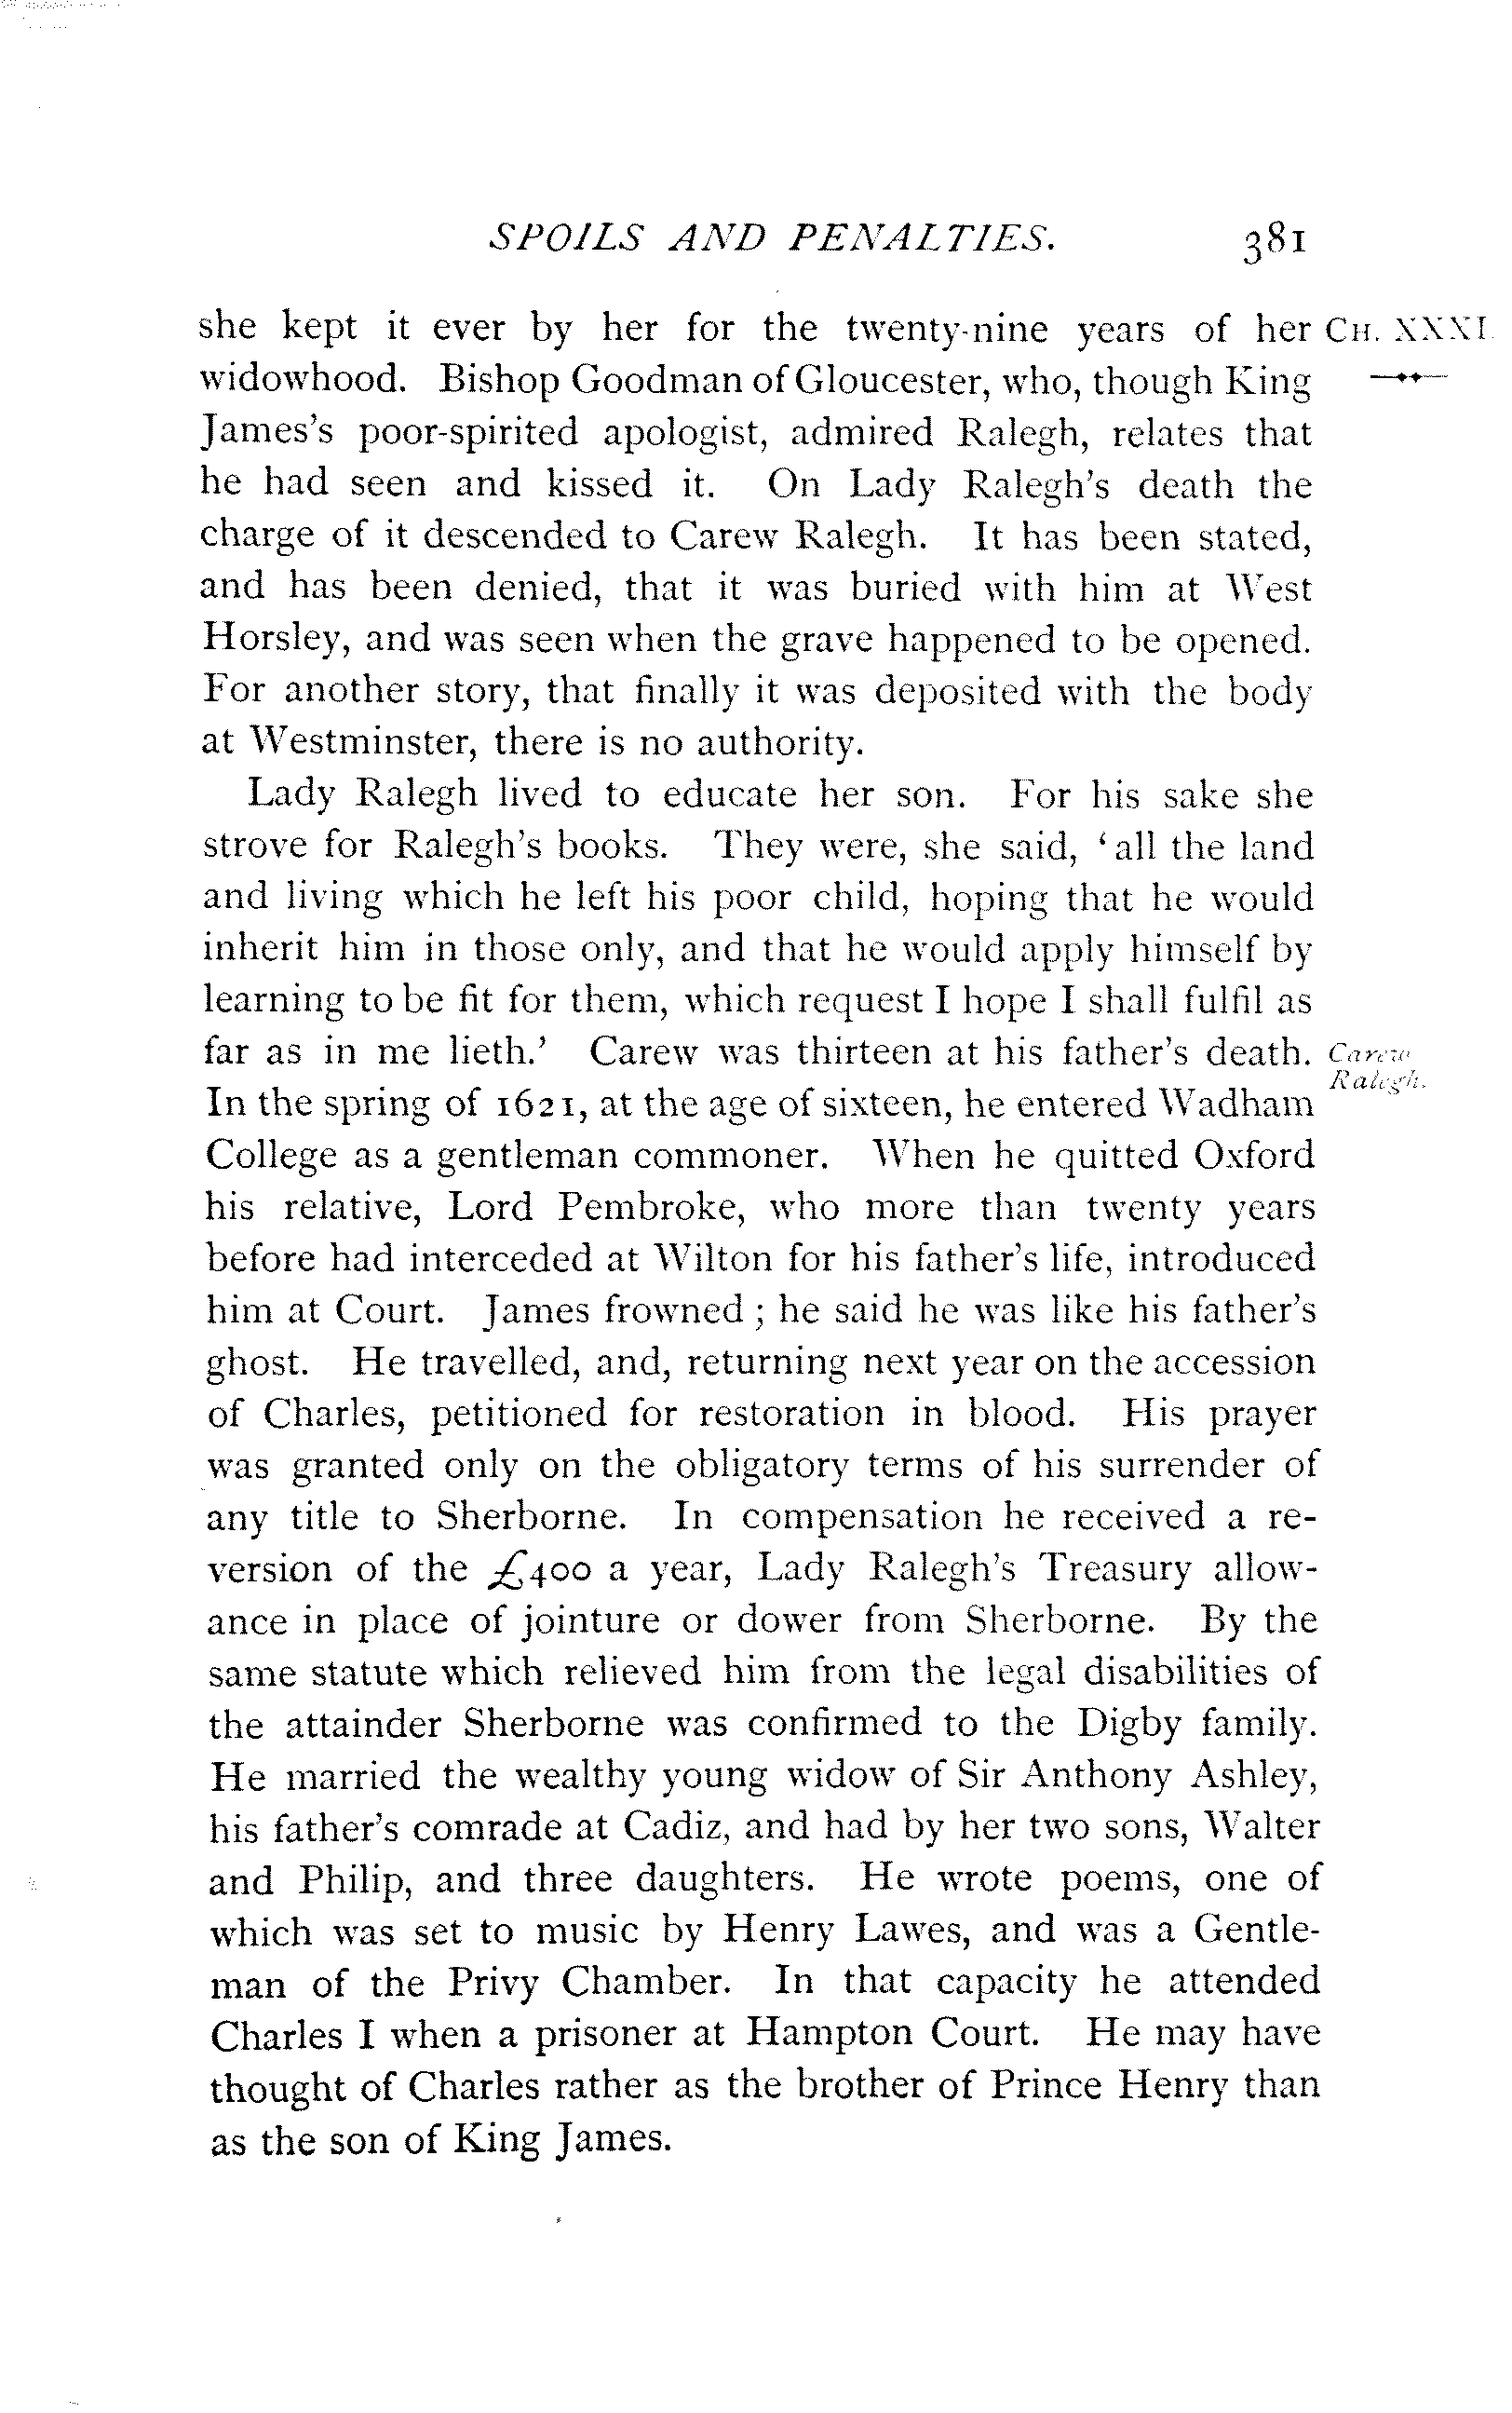 SPOILS AND PENALTIES. 381
she kept it ever by her for the twenty-nine years of her CH. XXXI.
widowhood. Bishop Goodman of Gloucester, who, though King
James's poor-spirited apologist, admired Ralegh, relates that
he had seen and kissed it. On Lady Ralegh's death the
charge of it descended to Carew Ralegh. It has been stated,
and has been denied, that it was buried with him at West
Horsley, and was seen when the grave happened to be opened.
For another story, that finally it was deposited with the body
at Westminster, there is no authority.
Lady Ralegh lived to educate her son. For his sake she
strove for Ralegh's books. They were, she said, ‘all the land
and living which he left his poor child, hoping that he would
inherit him in those only, and that he would apply himself by
learning to be fit for them, which request I hope I shall fulfil as
far as in me lieth.’ Carew was thirteen at his father's death. Carew
Ralegh.
In the spring of 1621, at the age of sixteen, he entered Wadham
College as a gentleman commoner. When he quitted Oxford
his relative, Lord Pembroke, who more than twenty years
before had interceded at Wilton for his father's life, introduced
him at Court. James frowned ; he said he was like his father's
ghost. He travelled, and, returning next year on the accession
of Charles, petitioned for restoration in blood. His prayer
was granted only on the obligatory terms of his surrender of
any title to Sherborne. In compensation he received a re-
version of the £400 a year, Lady Ralegh's Treasury allow-
ance in place of jointure or dower from Sherborne. By the
same statute which relieved him from the legal disabilities of
the attainder Sherborne was confirmed to the Digby family.
He married the wealthy young widow of Sir Anthony Ashley,
his father's comrade at Cadiz, and had by her two sons, Walter
and Philip, and three daughters. He wrote poems, one of
which was set to music by Henry Lawes, and was a Gentle-
man of the Privy Chamber. In that capacity he attended
Charles I when a prisoner at Hampton Court. He may have
thought of Charles rather as the brother of Prince Henry than
as the son of King James.